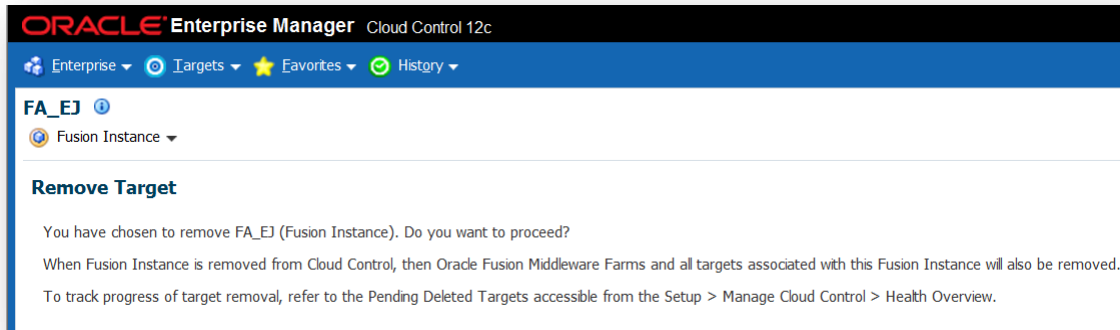 ORACLE Enterprise Manager Cloud Control 12c
Enterprise Targets Favorites History
FA_EJ
Fusion Instance
Remove Target
You have chosen to remove FA_EJ (Fusion Instance). Do you want to proceed?
When Fusion Instance is removed from Cloud Control, then Oracle Fusion Middleware Farms and all targets associated with this Fusion Instance will also be removed.
To track progress of target removal, refer to the Pending Deleted Targets accessible from the Setup > Manage Cloud Control > Health Overview.